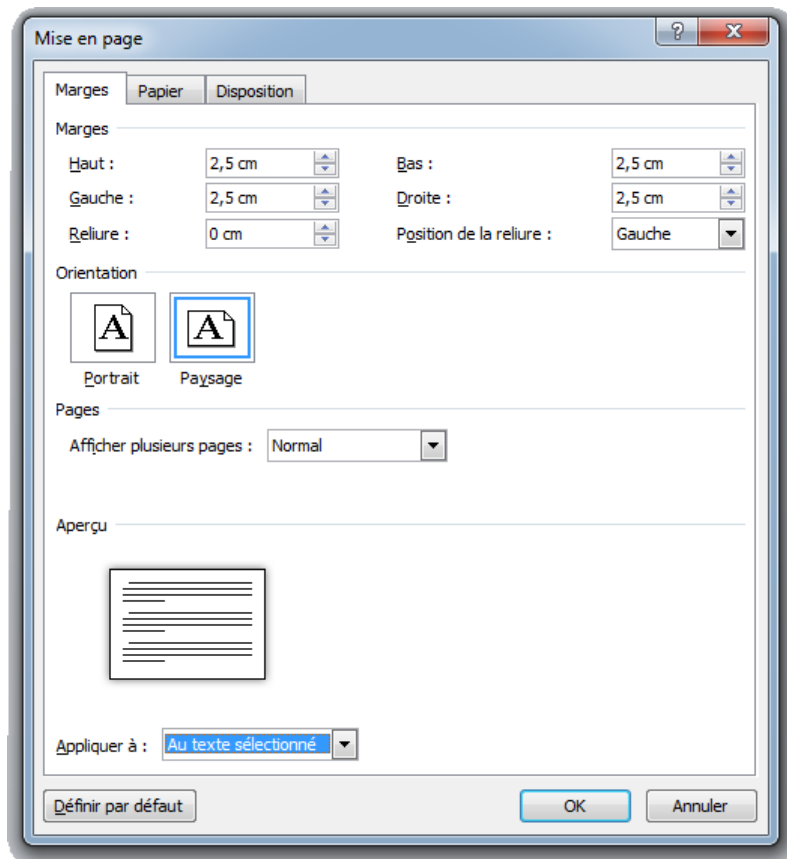 Mise en page
?
Marges Papier Disposition
Marges
Haut : 2,5 cm Bas : 2,5 cm
Gauche : 2,5 cm Droite : 2,5 cm
Reliure : 0 cm Position de la reliure : Gauche
Orientation
A A
Portrait Paysage
Pages
Afficher plusieurs pages : Normal
Aperçu
Appliquer à : Au texte sélectionné
Définir par défaut OK Annuler